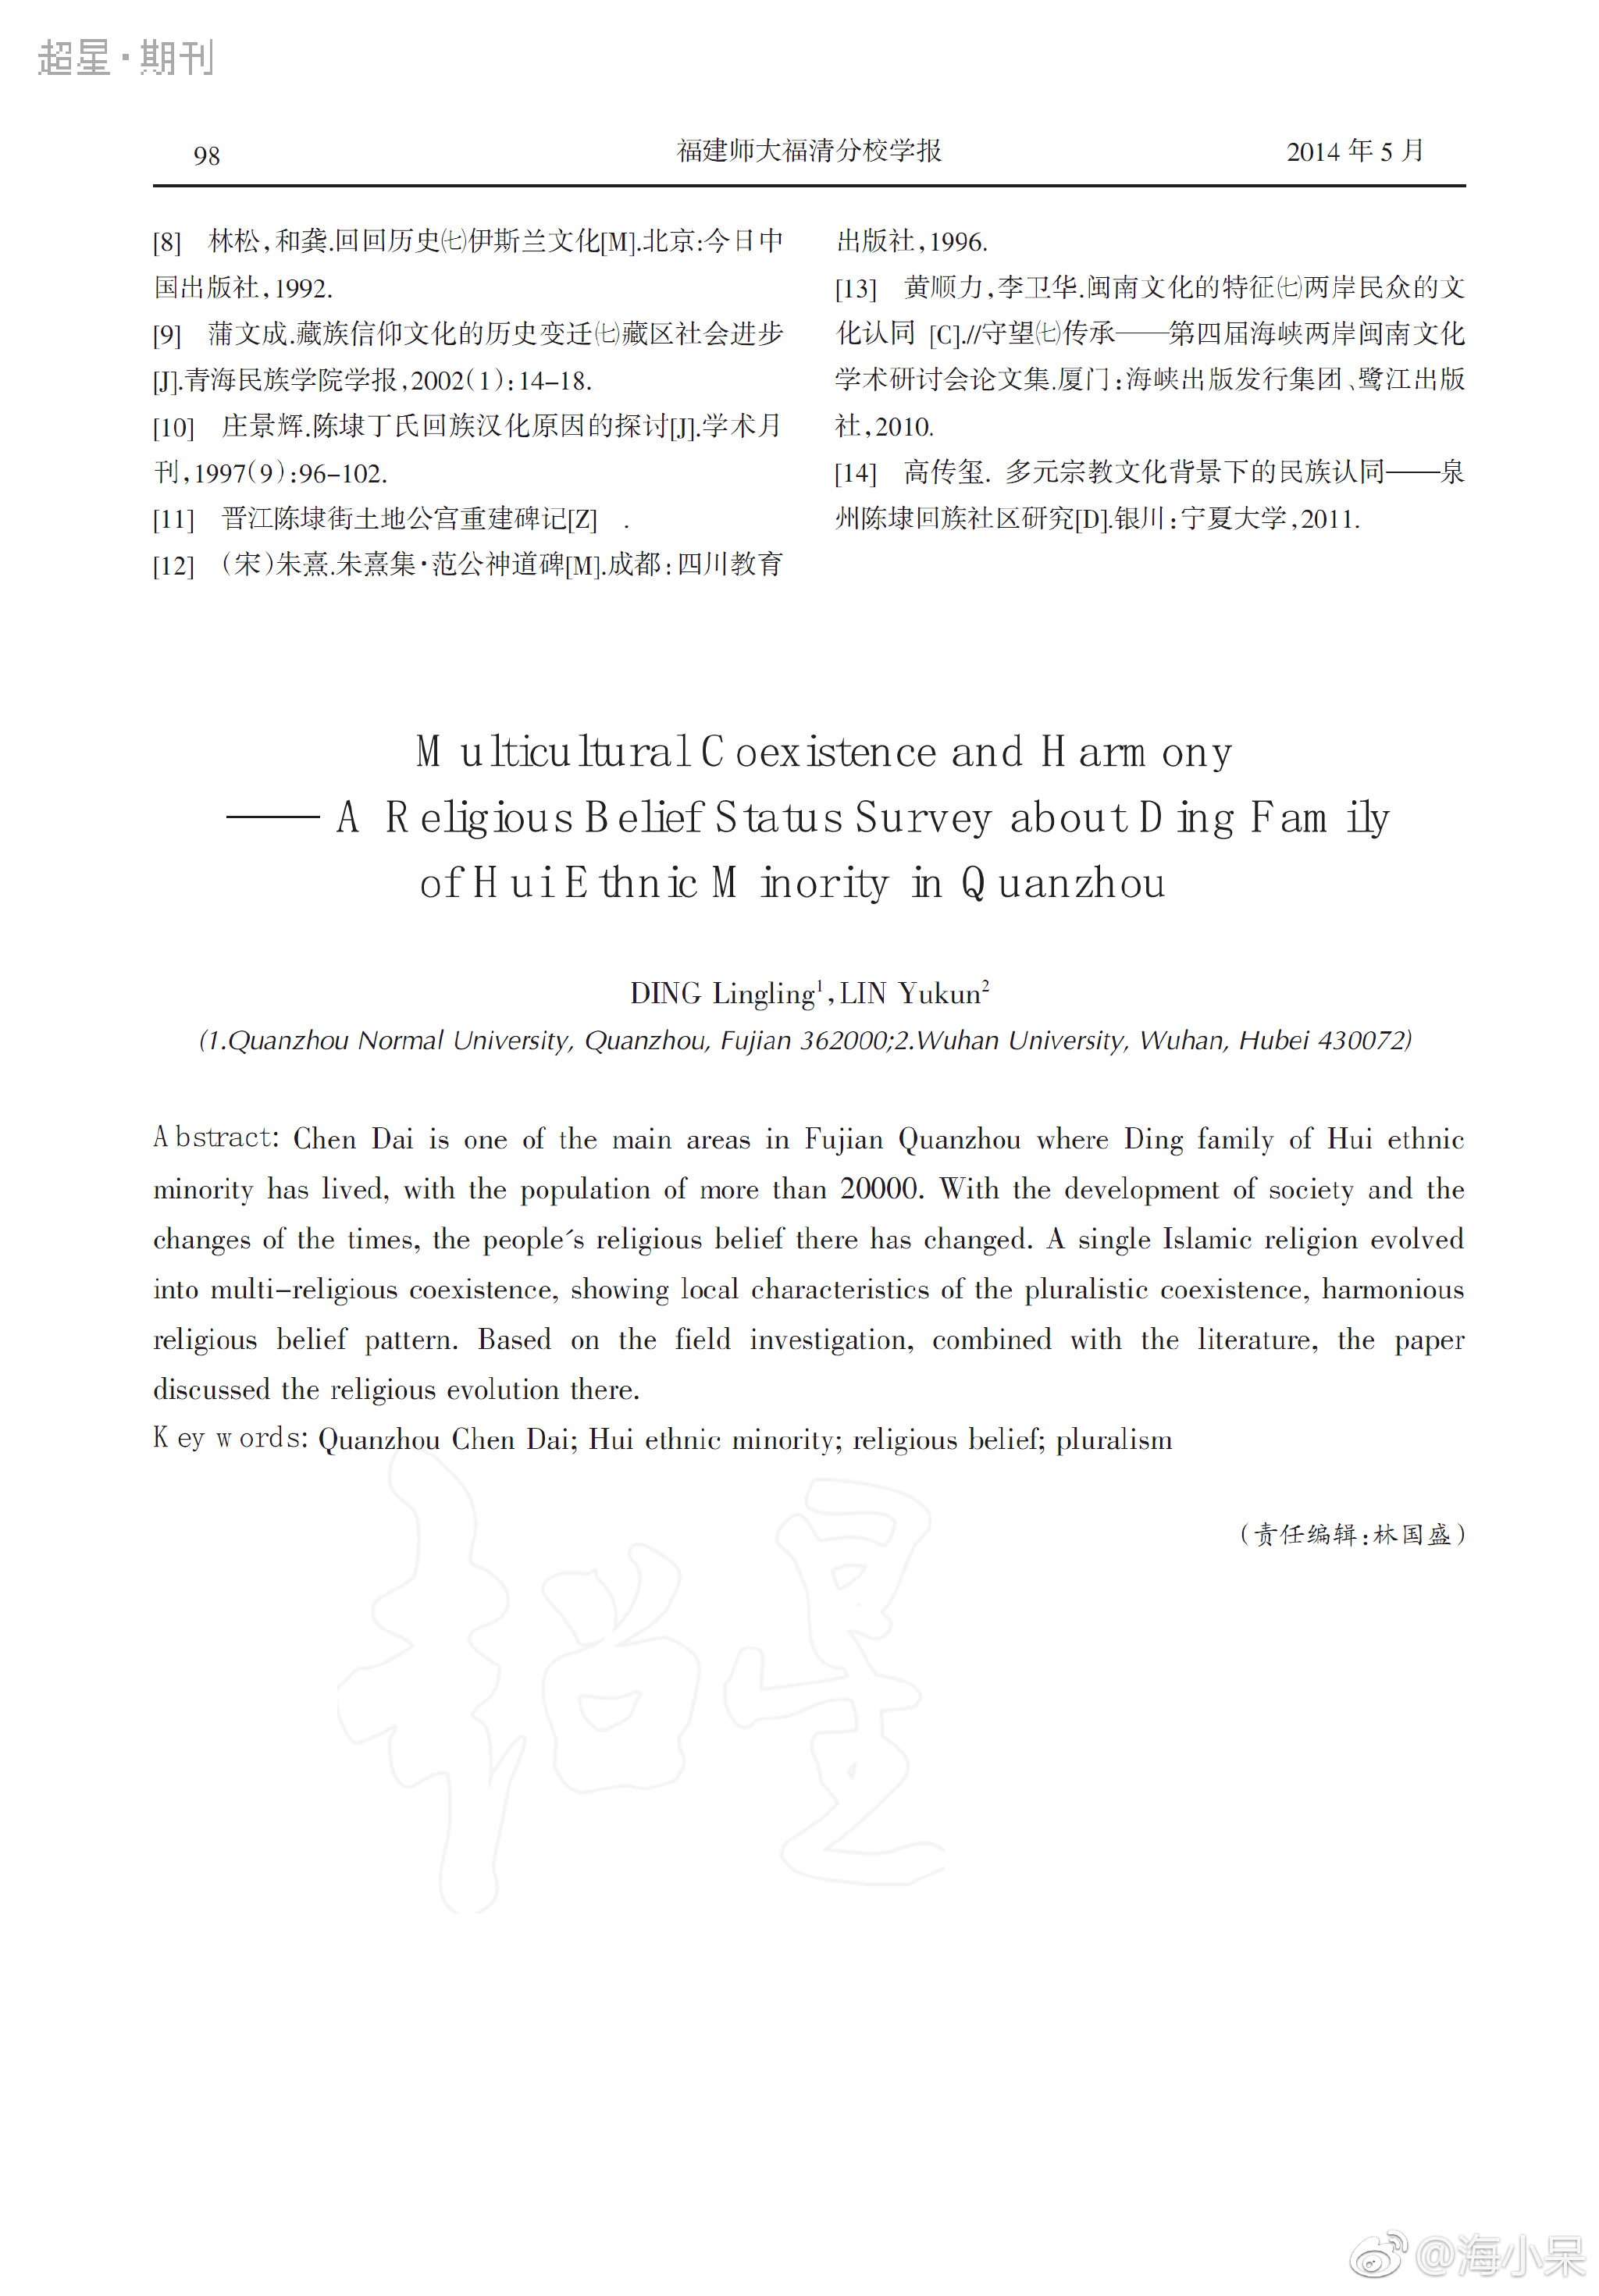 超星·期刊
98 福建师大福清分校学报 2014 年 5 月
[8] 林松,和龚.回回历史㈦伊斯兰文化[M].北京:今日中
国出版社,1992.
[9] 蒲文成.藏族信仰文化的历史变迁㈦藏区社会进步
[J].青海民族学院学报,2002(1):14-18.
[10] 庄景辉.陈埭丁氏回族汉化原因的探讨[J].学术月
刊,1997(9):96-102.
[11] 晋江陈埭街土地公宫重建碑记[Z] .
[12] (宋)朱熹.朱熹集·范公神道碑[M].成都:四川教育
出版社,1996.
[13] 黄顺力,李卫华.闽南文化的特征㈦两岸民众的文
化认同 [C].//守望㈦传承——第四届海峡两岸闽南文化
学术研讨会论文集.厦门:海峡出版发行集团、鹭江出版
社,2010.
[14] 高传玺. 多元宗教文化背景下的民族认同——泉
州陈埭回族社区研究[D].银川:宁夏大学,2011.
Multicultural Coexistence and Harmony
—— A Religious Belief Status Survey about Ding Family
of Hui Ethnic Minority in Quanzhou
DING Lingling1,LIN Yukun2
(1.Quanzhou Normal University, Quanzhou, Fujian 362000;2.Wuhan University, Wuhan, Hubei 430072)
Abstract: Chen Dai is one of the main areas in Fujian Quanzhou where Ding family of Hui ethnic
minority has lived, with the population of more than 20000. With the development of society and the
changes of the times, the people's religious belief there has changed. A single Islamic religion evolved
into multi-religious coexistence, showing local characteristics of the pluralistic coexistence, harmonious
religious belief pattern. Based on the field investigation, combined with the literature, the paper
discussed the religious evolution there.
Key words: Quanzhou Chen Dai; Hui ethnic minority; religious belief; pluralism
(责任编辑:林国盛)
超星
@海小呆